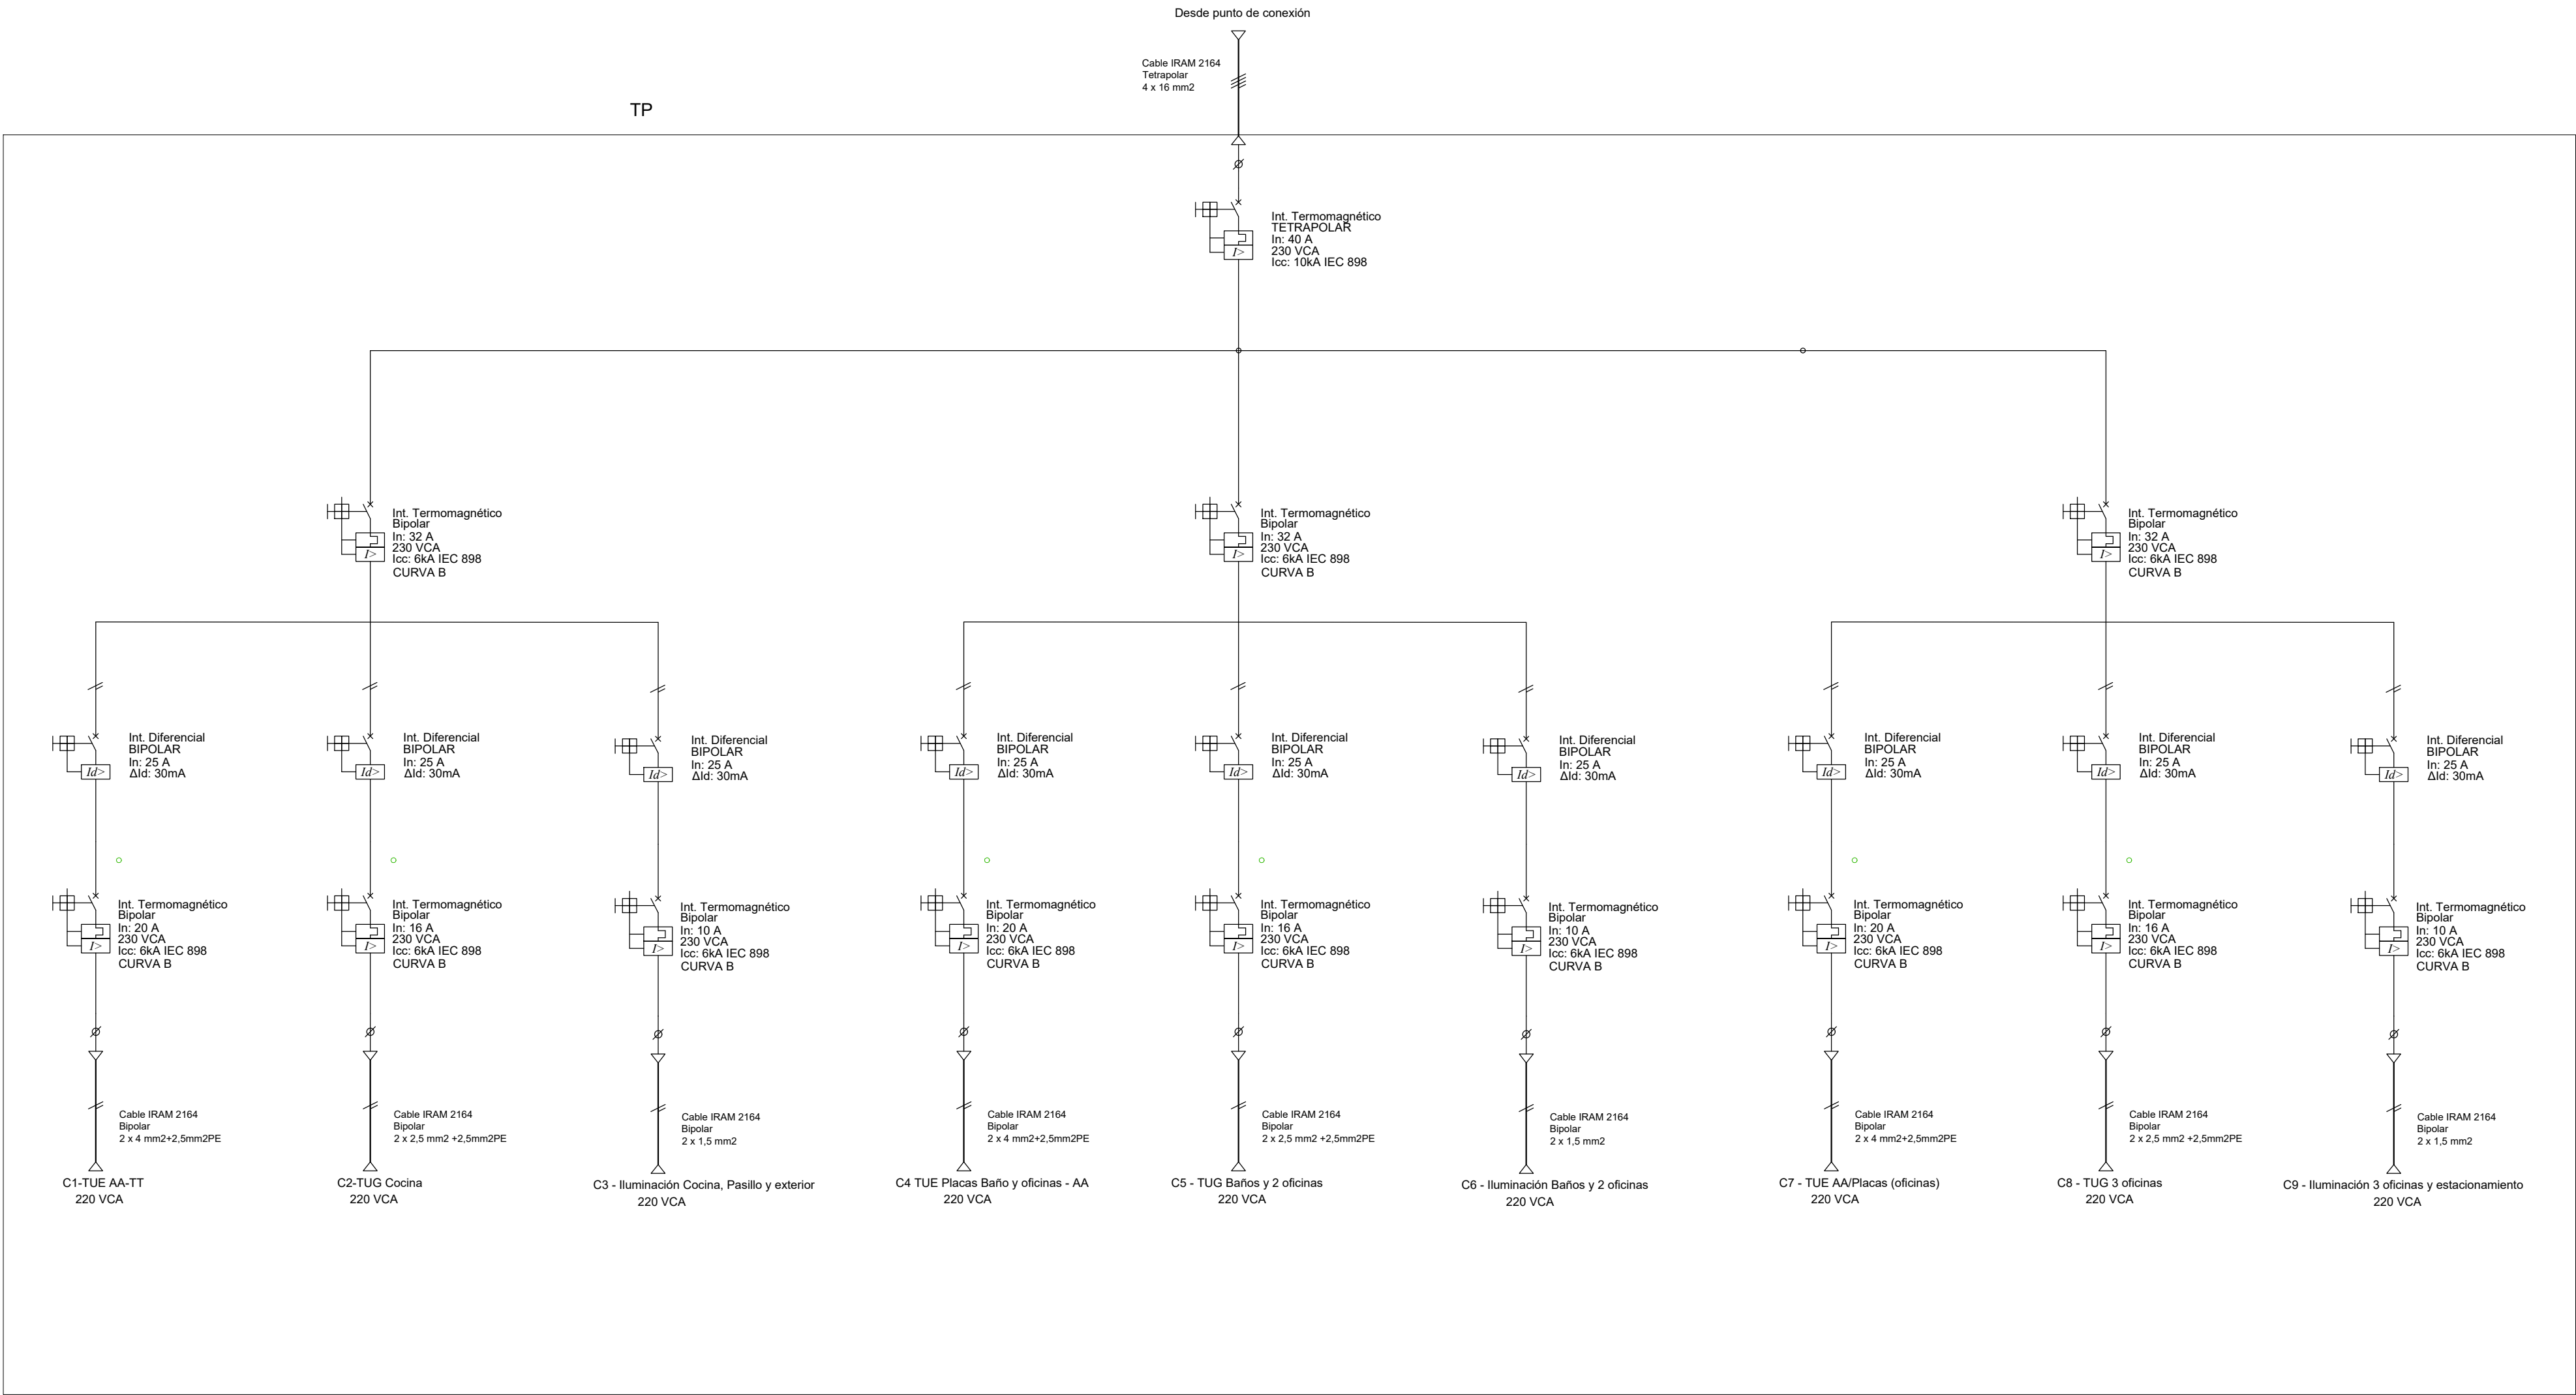 Desde punto de conexión
Cable IRAM 2164
Tetrapolar
4 x 16 mm2
TP
Int. Termomagnético
TETRAPOLAR
In: 40 A
230 VCA
Icc: 10kA IEC 898
I>
Int. Termomagnético
Bipolar
In: 32 A
230 VCA
Icc: 6kA IEC 898
CURVA B
I>
Int. Termomagnético
Bipolar
In: 32 A
230 VCA
Icc: 6kA IEC 898
CURVA B
I>
Int. Termomagnético
Bipolar
In: 32 A
230 VCA
Icc: 6kA IEC 898
CURVA B
I>
Int. Diferencial
BIPOLAR
In: 25 A
ΔId: 30mA
Id>
Int. Termomagnético
Bipolar
In: 20 A
230 VCA
Icc: 6kA IEC 898
CURVA B
I>
Cable IRAM 2164
Bipolar
2 x 4 mm2+2,5mm2PE
C1-TUE AA-TT
220 VCA
Int. Diferencial
BIPOLAR
In: 25 A
ΔId: 30mA
Id>
Int. Termomagnético
Bipolar
In: 16 A
230 VCA
Icc: 6kA IEC 898
CURVA B
I>
Cable IRAM 2164
Bipolar
2 x 2,5 mm2 +2,5mm2PE
C2-TUG Cocina
220 VCA
Int. Diferencial
BIPOLAR
In: 25 A
ΔId: 30mA
Id>
Int. Termomagnético
Bipolar
In: 10 A
230 VCA
Icc: 6kA IEC 898
CURVA B
I>
Cable IRAM 2164
Bipolar
2 x 1,5 mm2
C3 - Iluminación Cocina, Pasillo y exterior
220 VCA
Int. Diferencial
BIPOLAR
In: 25 A
ΔId: 30mA
Id>
Int. Termomagnético
Bipolar
In: 20 A
230 VCA
Icc: 6kA IEC 898
CURVA B
I>
Cable IRAM 2164
Bipolar
2 x 4 mm2+2,5mm2PE
C4 TUE Placas Baño y oficinas - AA
220 VCA
Int. Diferencial
BIPOLAR
In: 25 A
ΔId: 30mA
Id>
Int. Termomagnético
Bipolar
In: 16 A
230 VCA
Icc: 6kA IEC 898
CURVA B
I>
Cable IRAM 2164
Bipolar
2 x 2,5 mm2 +2,5mm2PE
C5 - TUG Baños y 2 oficinas
220 VCA
Int. Diferencial
BIPOLAR
In: 25 A
ΔId: 30mA
Id>
Int. Termomagnético
Bipolar
In: 10 A
230 VCA
Icc: 6kA IEC 898
CURVA B
I>
Cable IRAM 2164
Bipolar
2 x 1,5 mm2
C6 - Iluminación Baños y 2 oficinas
220 VCA
Int. Diferencial
BIPOLAR
In: 25 A
ΔId: 30mA
Id>
Int. Termomagnético
Bipolar
In: 20 A
230 VCA
Icc: 6kA IEC 898
CURVA B
I>
Cable IRAM 2164
Bipolar
2 x 4 mm2+2,5mm2PE
C7 - TUE AA/Placas (oficinas)
220 VCA
Int. Diferencial
BIPOLAR
In: 25 A
ΔId: 30mA
Id>
Int. Termomagnético
Bipolar
In: 16 A
230 VCA
Icc: 6kA IEC 898
CURVA B
I>
Cable IRAM 2164
Bipolar
2 x 2,5 mm2 +2,5mm2PE
C8 - TUG 3 oficinas
220 VCA
Int. Diferencial
BIPOLAR
In: 25 A
ΔId: 30mA
Id>
Int. Termomagnético
Bipolar
In: 10 A
230 VCA
Icc: 6kA IEC 898
CURVA B
I>
Cable IRAM 2164
Bipolar
2 x 1,5 mm2
C9 - Iluminación 3 oficinas y estacionamiento
220 VCA